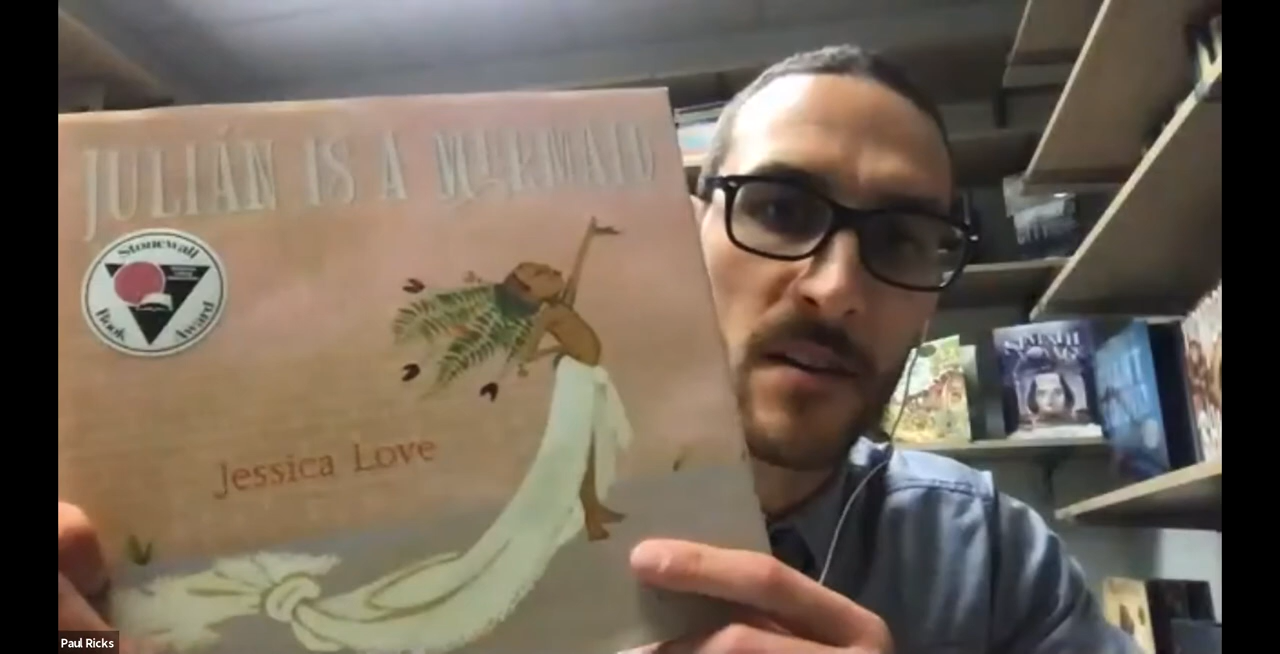 JULIÁN IS A MERMAID
Stonewall
Book Award
Jessica Love
Paul Ricks